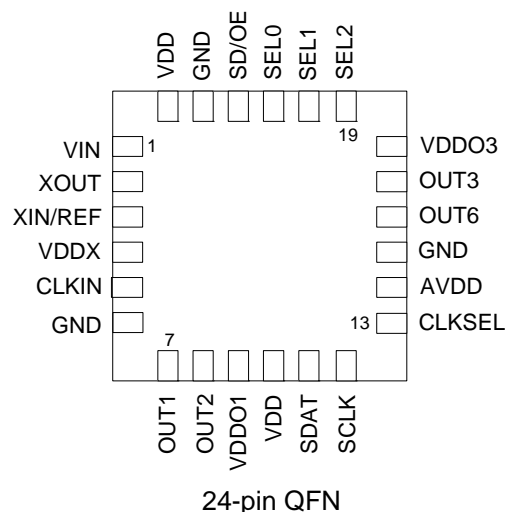 VDD
GND
SD/OE
SEL0
SEL1
SEL2
VIN
1
19
VDDO3
XOUT
OUT3
XIN/REF
OUT6
VDDX
GND
CLKIN
AVDD
GND
7
13
CLKSEL
OUT1
OUT2
VDDO1
VDD
SDAT
SCLK
24-pin QFN